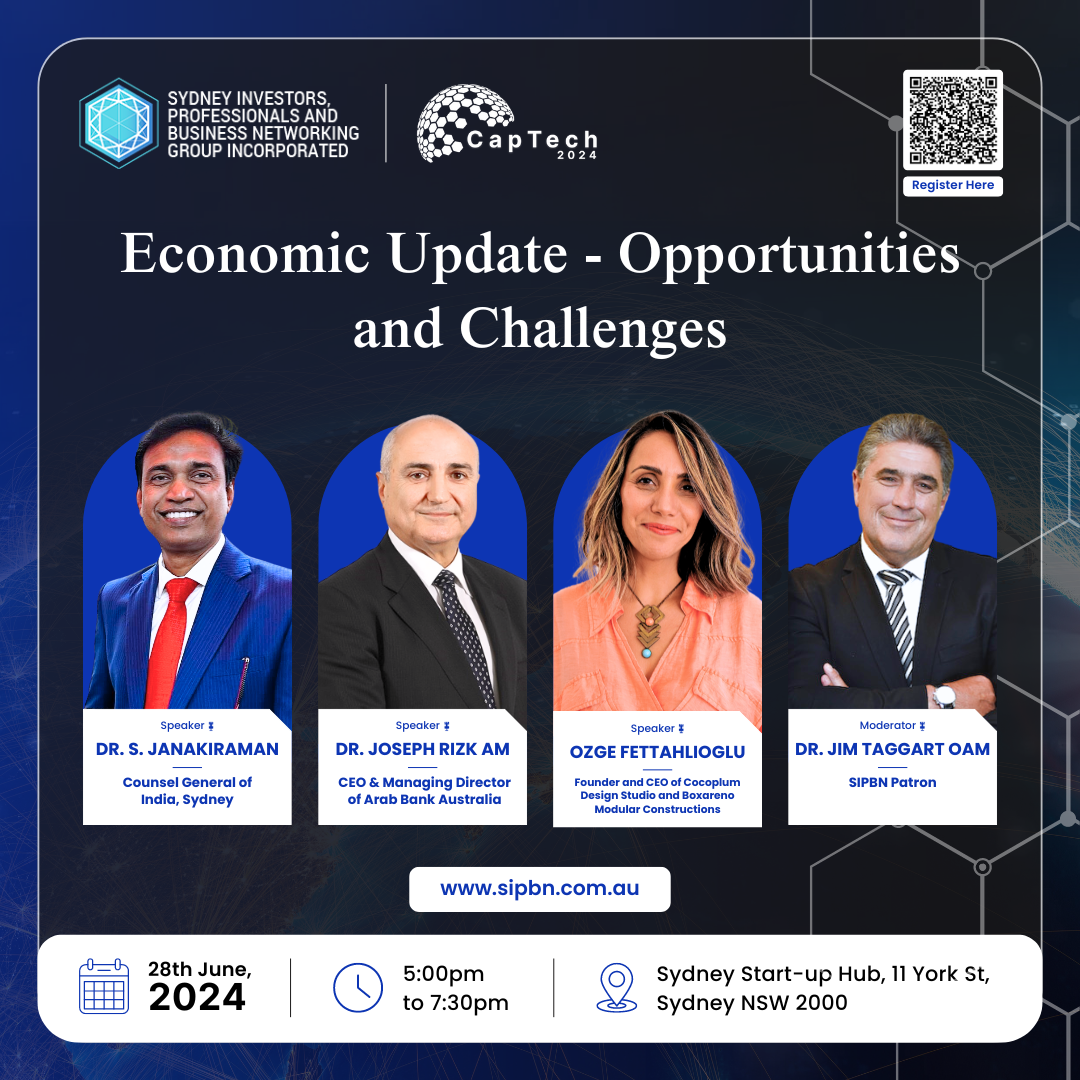 SYDNEY INVESTORS,
PROFESSIONALS AND
BUSINESS NETWORKING
GROUP INCORPORATED
CapTech
2024
Register Here
Economic Update - Opportunities
and Challenges
Speaker
DR. S. JANAKIRAMAN
Counsel General of
India, Sydney
Speaker
DR. JOSEPH RIZK AM
CEO & Managing Director
of Arab Bank Australia
Speaker
OZGE FETTAHLIOGLU
Founder and CEO of Cocoplum
Design Studio and Boxareno
Modular Constructions
Moderator
DR. JIM TAGGART OAM
SIPBN Patron
www.sipbn.com.au
28th June,
2024
5:00pm
to 7:30pm
Sydney Start-up Hub, 11 York St,
Sydney NSW 2000